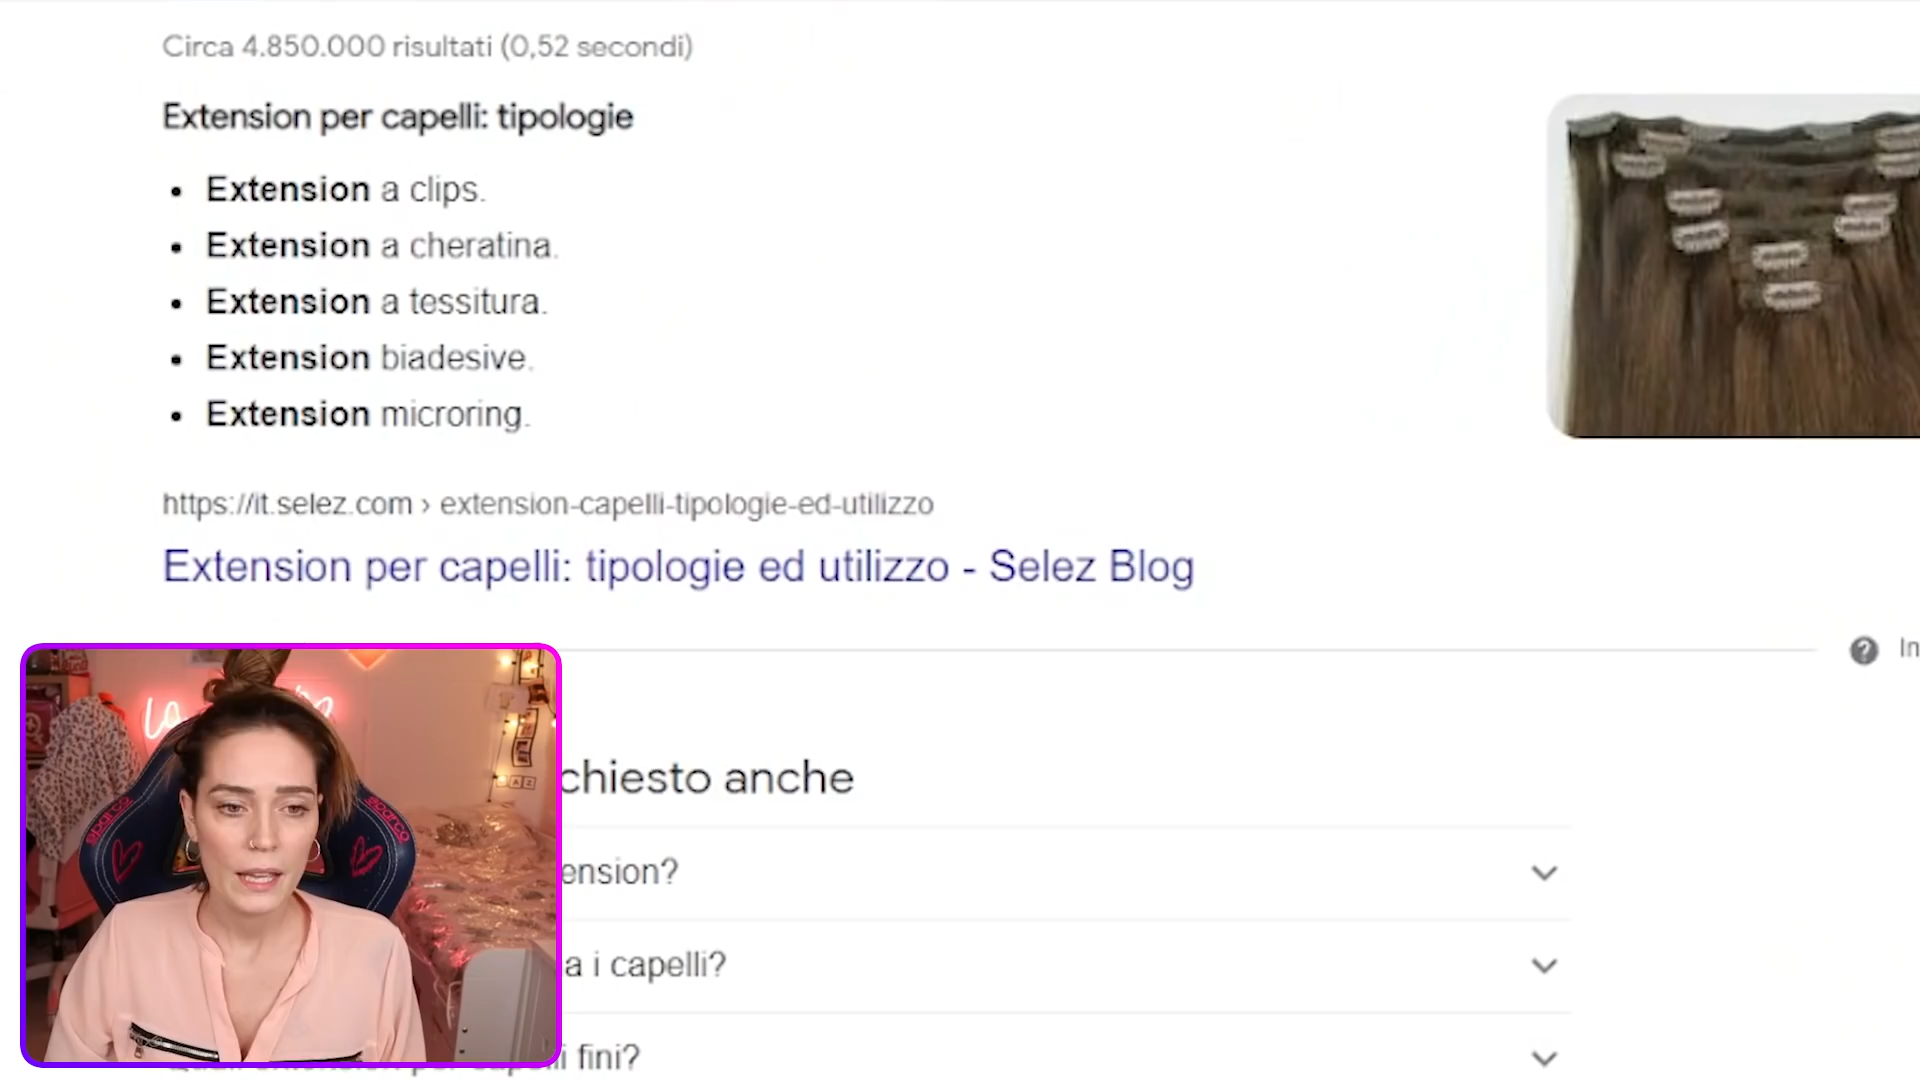 Circa 4.850.000 risultati (0,52 secondi)
Extension per capelli: tipologie
• Extension a clips.
• Extension a cheratina.
• Extension a tessitura.
• Extension biadesive.
• Extension microring.
https://it.selez.com › extension-capelli-tipologie-ed-utilizzo
Extension per capelli: tipologie ed utilizzo - Selez Blog
In
chiesto anche
ension?
a i capelli?
i fini?
sparco
sparco